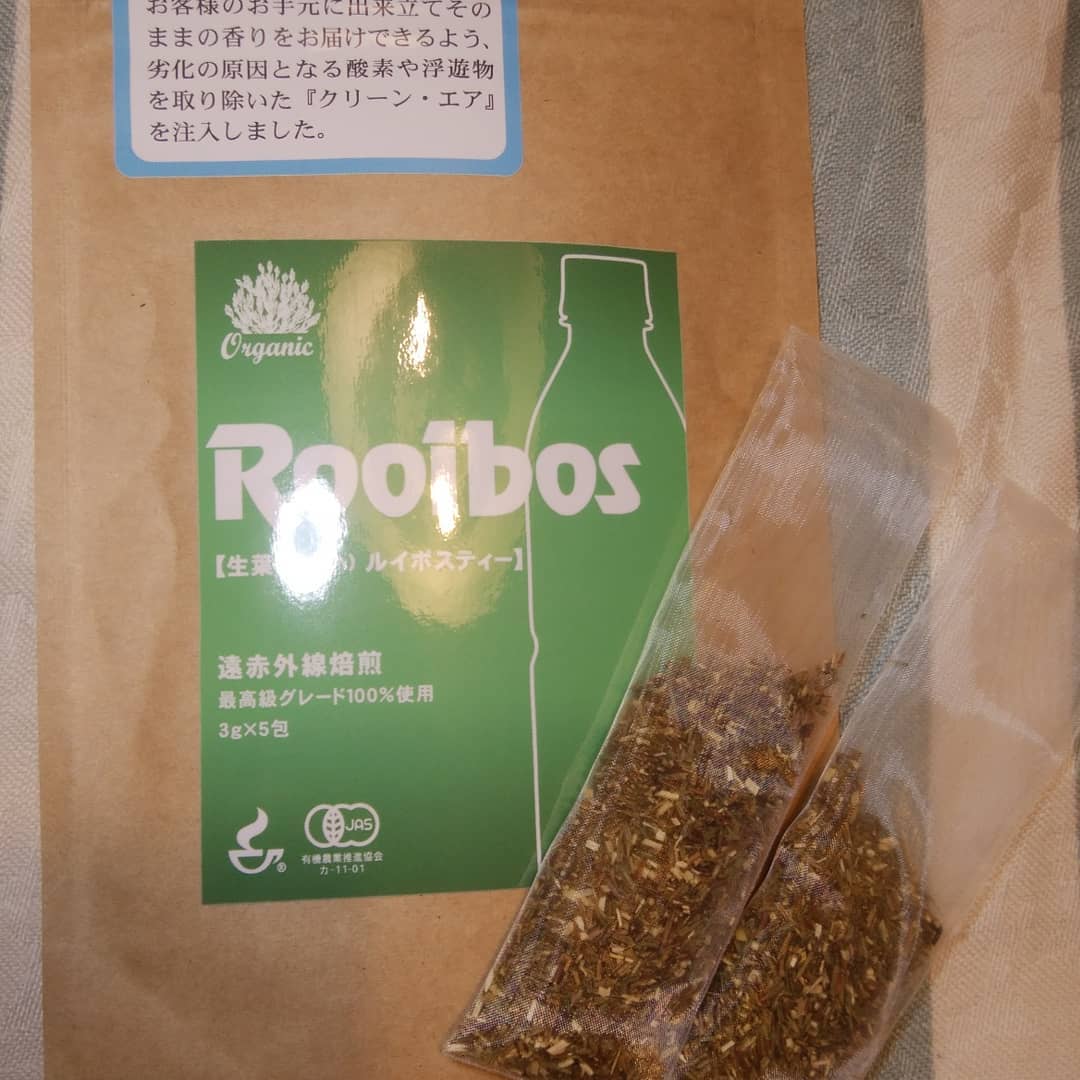 お客様のお手元に出来立てその
ままの香りをお届けできるよう、
劣化の原因となる酸素や浮遊物
を取り除いた『クリーン・エア』
を注入しました。
Organic
Rooibos
【生葉 ルイボスティー】
遠赤外線焙煎
最高級グレード100%使用
3g×5包
®
JAS
有機農業推進協会
カ-11-01